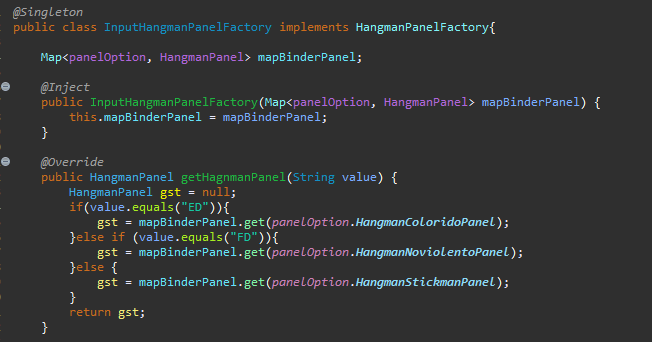 @Singleton
public class InputHangmanPanelFactory implements HangmanPanelFactory{
Map<panelOption, HangmanPanel> mapBinderPanel;
@Inject
public InputHangmanPanelFactory(Map<panelOption, HangmanPanel> mapBinderPanel) {
this.mapBinderPanel = mapBinderPanel;
}
@Override
public HangmanPanel getHagnmanPanel(String value) {
HangmanPanel gst = null;
if(value.equals("ED")){
gst = mapBinderPanel.get(panelOption.HangmanColoridoPanel);
}else if (value.equals("FD")){
gst = mapBinderPanel.get(panelOption.HangmanNoviolentoPanel);
}else {
gst = mapBinderPanel.get(panelOption.HangmanStickmanPanel);
}
return gst;
}